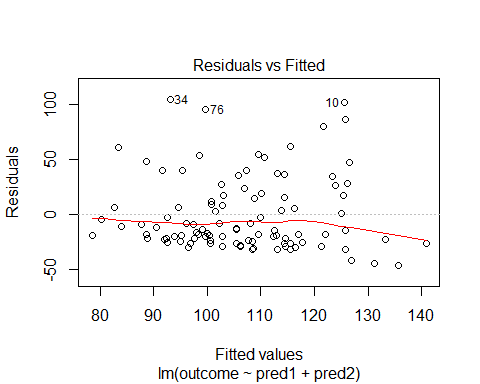 Residuals vs Fitted
Residuals
100
50
0
−50
34
76
10
80 90 100 110 120 130 140
Fitted values
lm(outcome ~ pred1 + pred2)